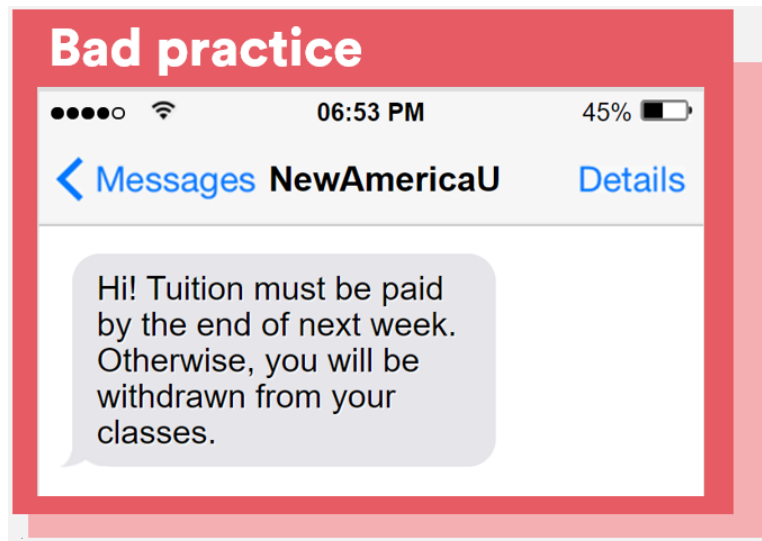 Bad practice
06:53 PM 45%
Messages NewAmericaU Details
Hi! Tuition must be paid
by the end of next week.
Otherwise, you will be
withdrawn from your
classes.